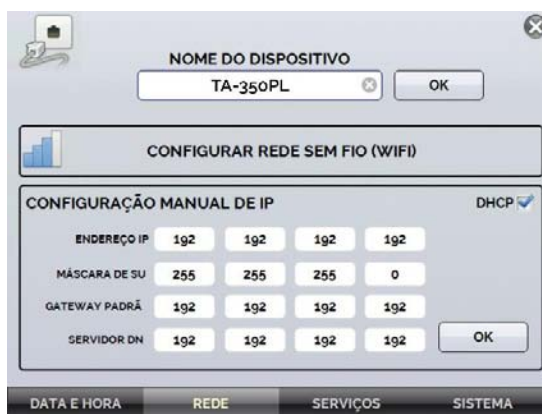 NOME DO DISPOSITIVO
TA-350PL OK
CONFIGURAR REDE SEM FIO (WIFI)
CONFIGURAÇÃO MANUAL DE IP DHCP
ENDEREÇO IP 192 192 192 192
MÁSCARA DE SU 255 255 255 0
GATEWAY PADRÃ 192 192 192 192
SERVIDOR DN 192 192 192 192 OK
DATA E HORA REDE SERVIÇOS SISTEMA